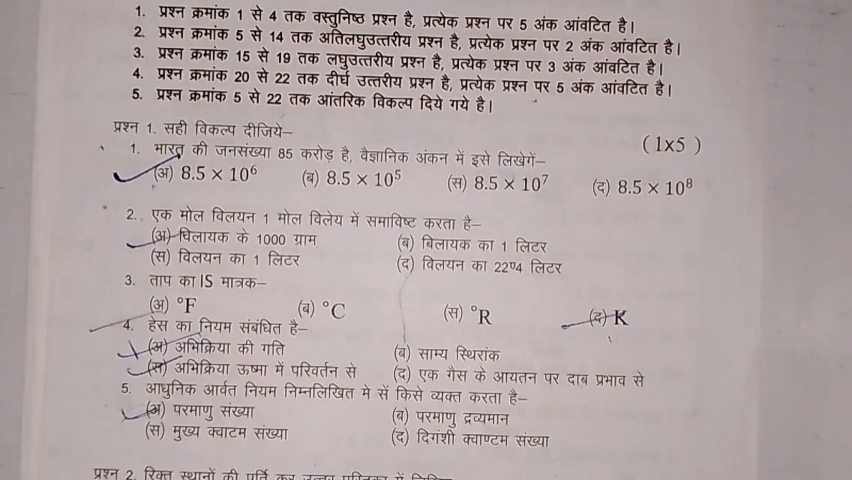 1. प्रश्न क्रमांक 1 से 4 तक वस्तुनिष्ठ प्रश्न है, प्रत्येक प्रश्न पर 5 अंक आंवटित है।
2. प्रश्न क्रमांक 5 से 14 तक अतिलघुउत्तरीय प्रश्न है, प्रत्येक प्रश्न पर 2 अंक आंवटित है।
3. प्रश्न क्रमांक 15 से 19 तक लघुउत्तरीय प्रश्न है, प्रत्येक प्रश्न पर 3 अंक आंवटित है।
4. प्रश्न क्रमांक 20 से 22 तक दीर्घ उत्तरीय प्रश्न है, प्रत्येक प्रश्न पर 5 अंक आंवटित है।
5. प्रश्न क्रमांक 5 से 22 तक आंतरिक विकल्प दिये गये है।
प्रश्न 1. सही विकल्प दीजिये– (1x5)
1. भारत की जनसंख्या 85 करोड़ है, वैज्ञानिक अंकन में इसे लिखेगें–
(अ) 8.5 × 10⁶ (ब) 8.5 × 10⁵ (स) 8.5 × 10⁷ (द) 8.5 × 10⁸
2.. एक मोल विलयन 1 मोल विलेय में समाविष्ट करता है–
(अ) विलायक के 1000 ग्राम (ब) बिलायक का 1 लिटर
(स) विलयन का 1 लिटर (द) विलयन का 22º4 लिटर
3. ताप का IS मात्रक–
(अ) °F (ब) °C (स) °R (द) K
4. हेस का नियम संबंधित है–
(अ) अभिक्रिया की गति (ब) साम्य स्थिरांक
(स) अभिक्रिया ऊष्मा में परिवर्तन से (द) एक गैस के आयतन पर दाब प्रभाव से
5. आधुनिक आर्वत नियम निम्नलिखित मे सें किसे व्यक्त करता है–
(अ) परमाणु संख्या (ब) परमाणु द्रव्यमान
(स) मुख्य क्वाटम संख्या (द) दिगंशी क्वाण्टम संख्या
प्रश्न 2. रिक्त स्थानों की पूर्ति कर